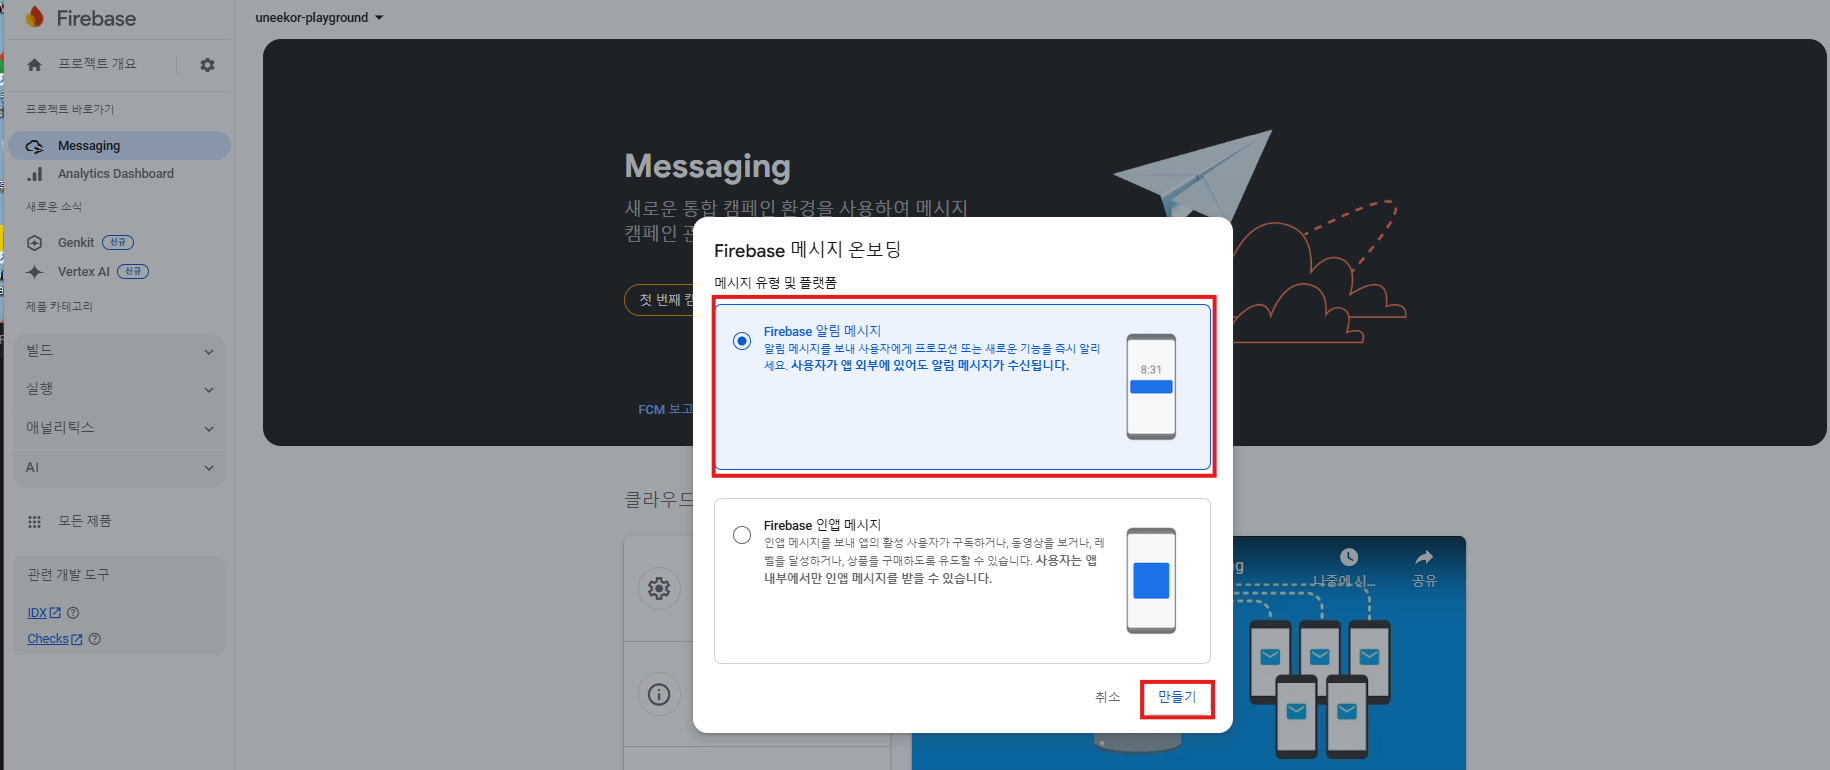 Firebase
uneekor-playground
프로젝트 개요
프로젝트 바로가기
Messaging
Analytics Dashboard
새로운 소식
Genkit 신규
Vertex AI 신규
제품 카테고리
빌드
실행
애널리틱스
AI
모든 제품
관련 개발 도구
IDX
Checks
Messaging
새로운 통합 캠페인 환경을 사용하여 메시지
캠페인
첫 번째
FCM 보고
클라우드
Firebase 메시지 온보딩
메시지 유형 및 플랫폼
Firebase 알림 메시지
알림 메시지를 보내 사용자에게 프로모션 또는 새로운 기능을 즉시 알리
세요. 사용자가 앱 외부에 있어도 알림 메시지가 수신됩니다.
8:31
Firebase 인앱 메시지
인앱 메시지를 보내 앱의 활성 사용자가 구독하거나, 동영상을 보거나, 레
벨을 달성하거나, 상품을 구매하도록 유도할 수 있습니다. 사용자는 앱
내부에서만 인앱 메시지를 받을 수 있습니다.
취소
만들기
나중에 시...
공유